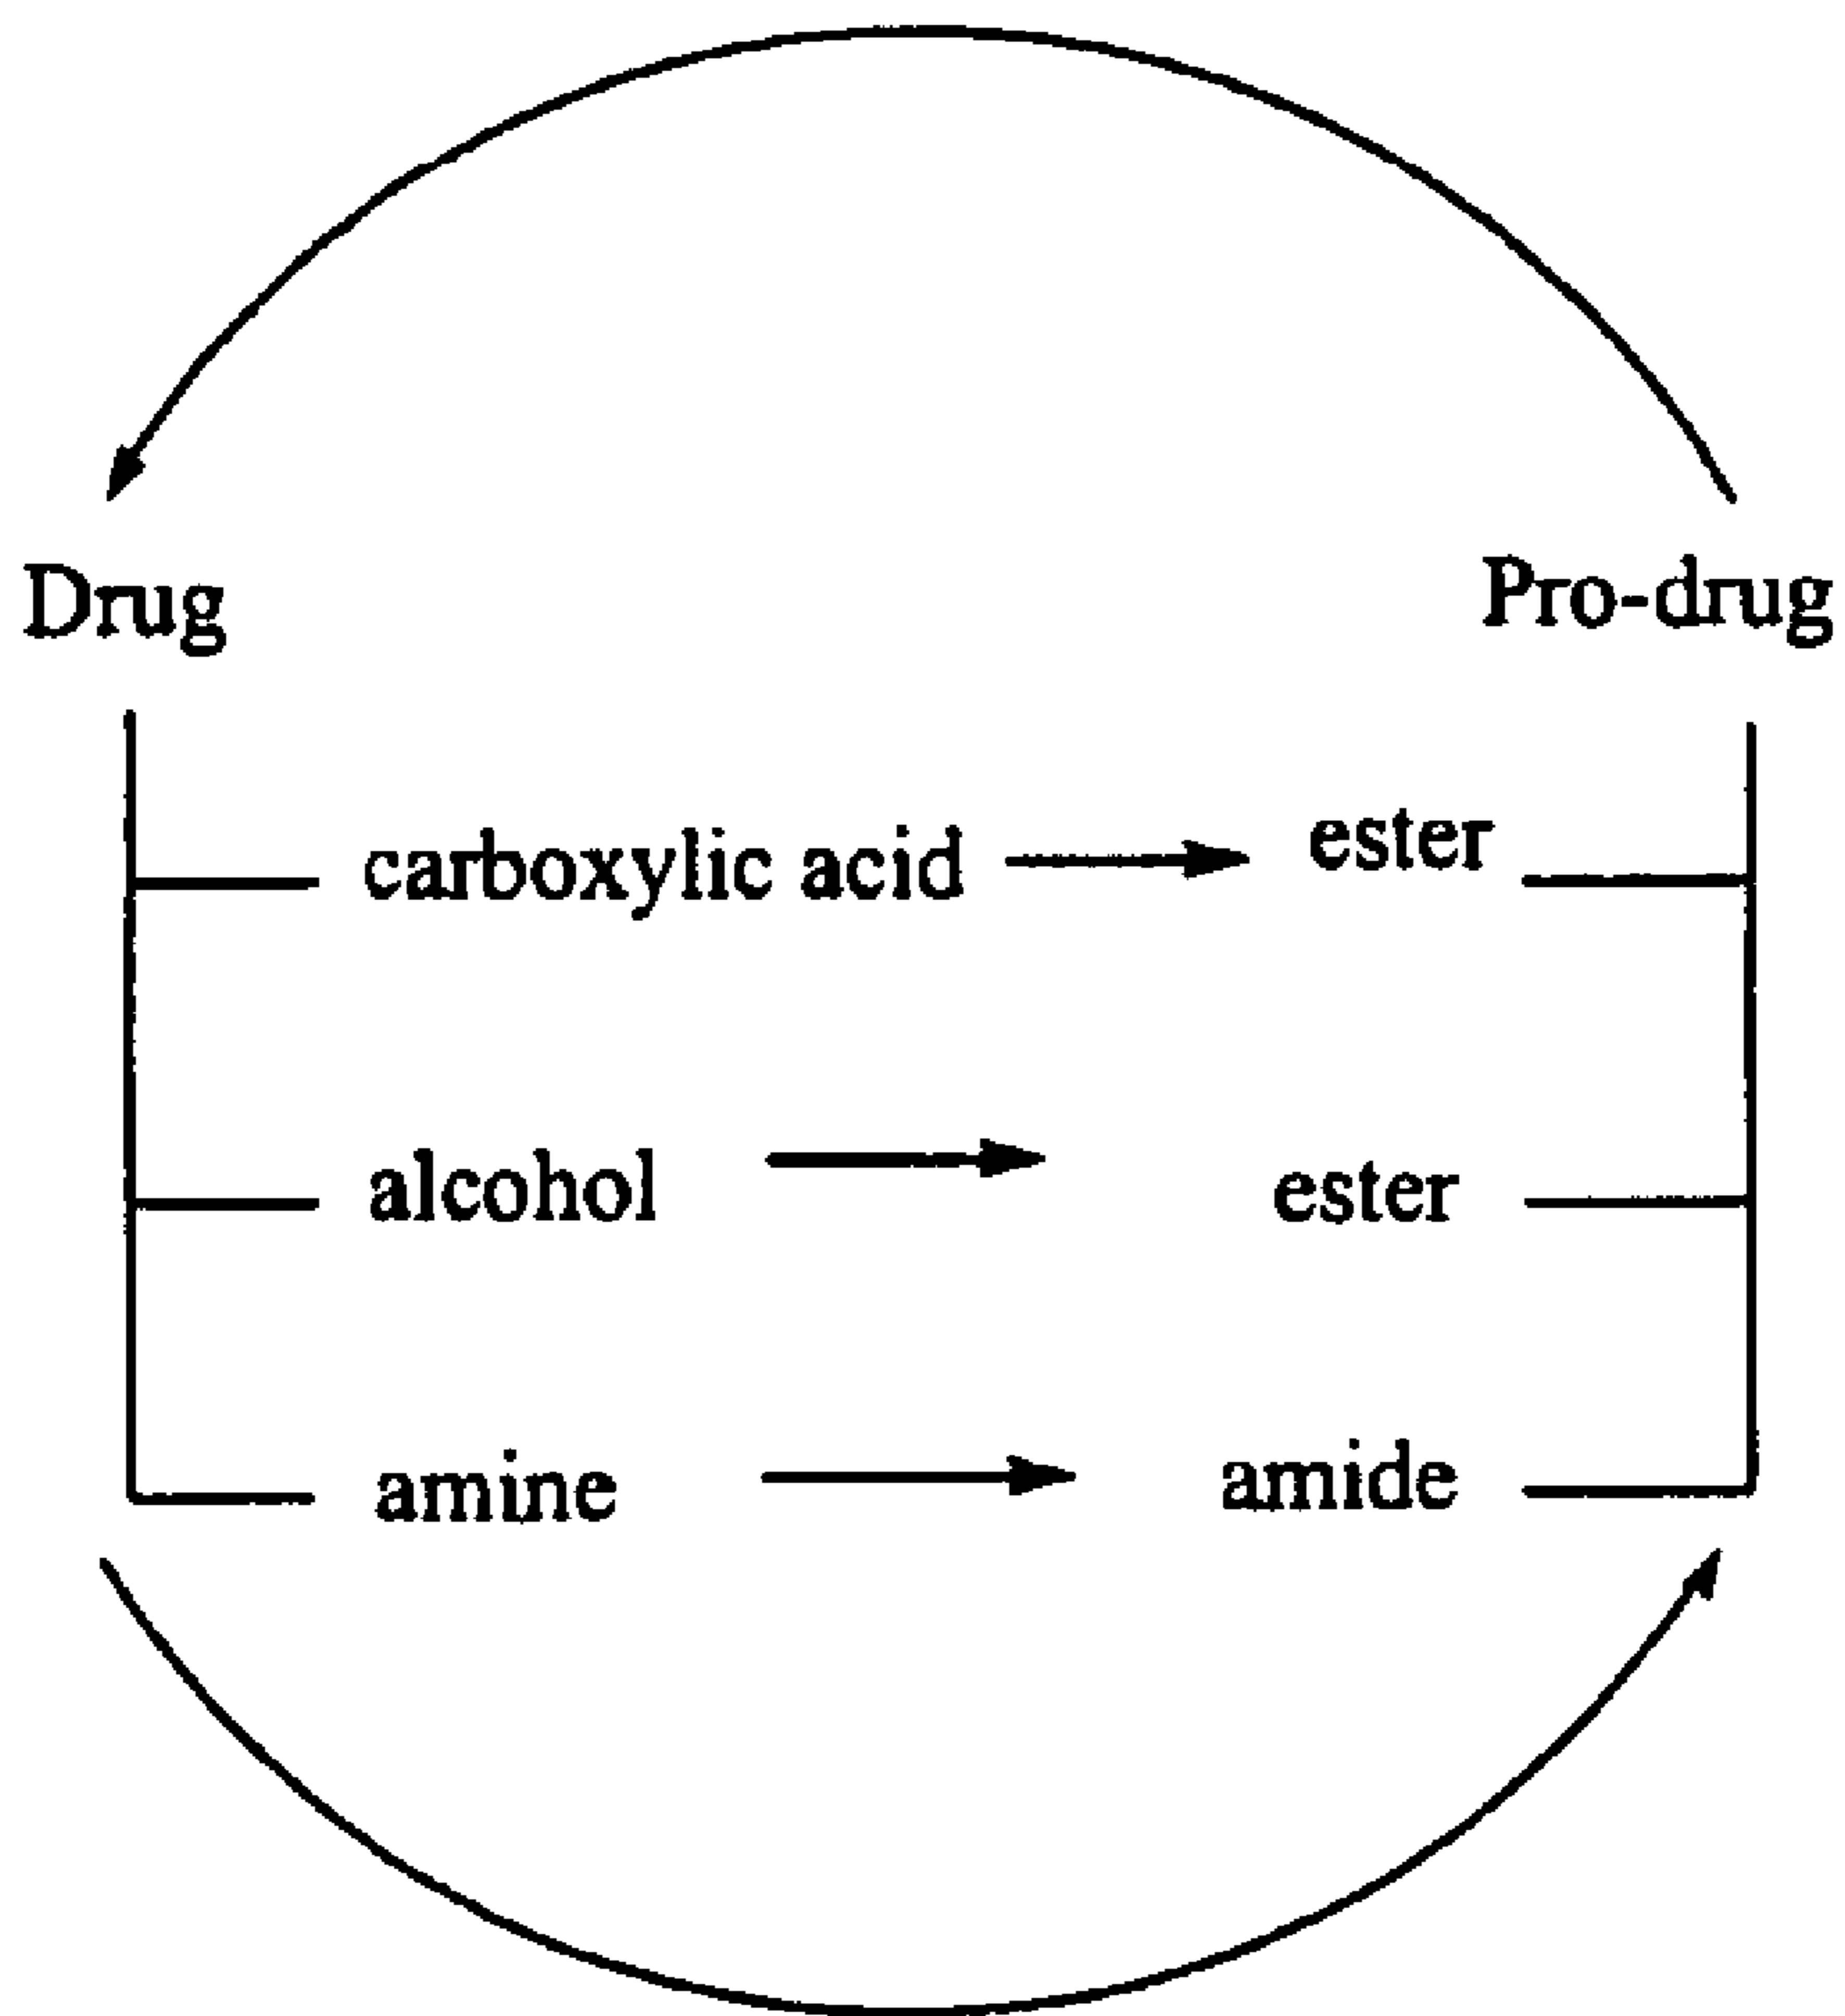 Drug Pro-drug
carboxylic acid ester
alcohol ester
amine amide